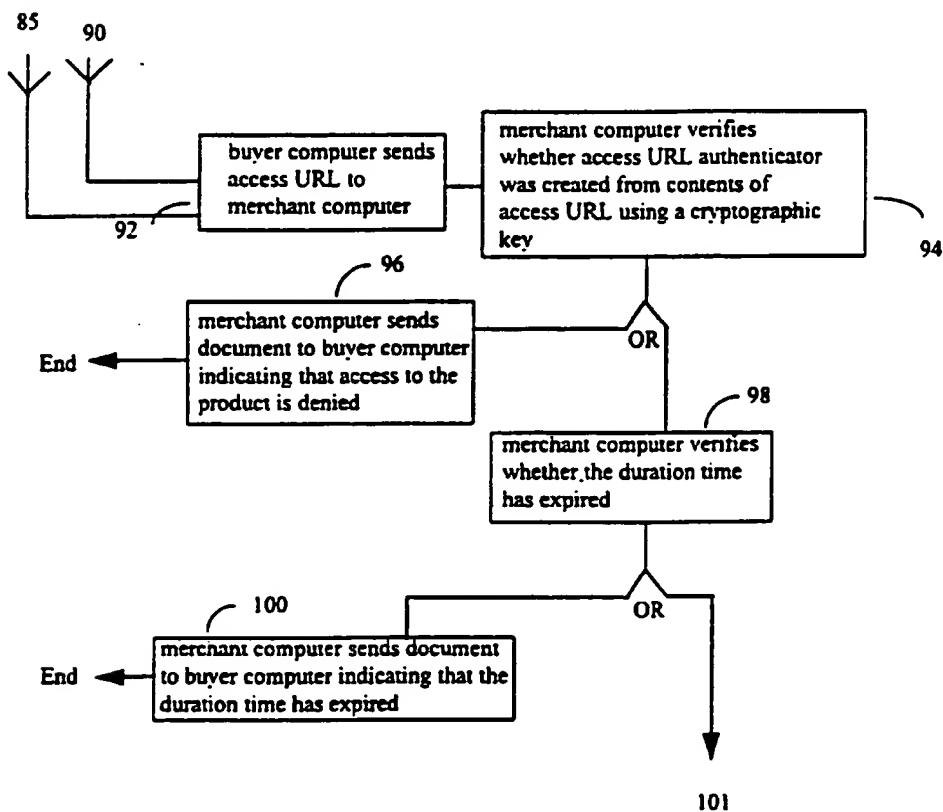 85
90
buyer computer sends
access URL to
merchant computer
92
merchant computer verifies
whether access URL authenticator
was created from contents of
access URL using a cryptographic
key
94
96
merchant computer sends
document to buyer computer
indicating that access to the
product is denied
End
OR
98
merchant computer verifies
whether the duration time
has expired
OR
100
merchant computer sends document
to buyer computer indicating that the
duration time has expired
End
101